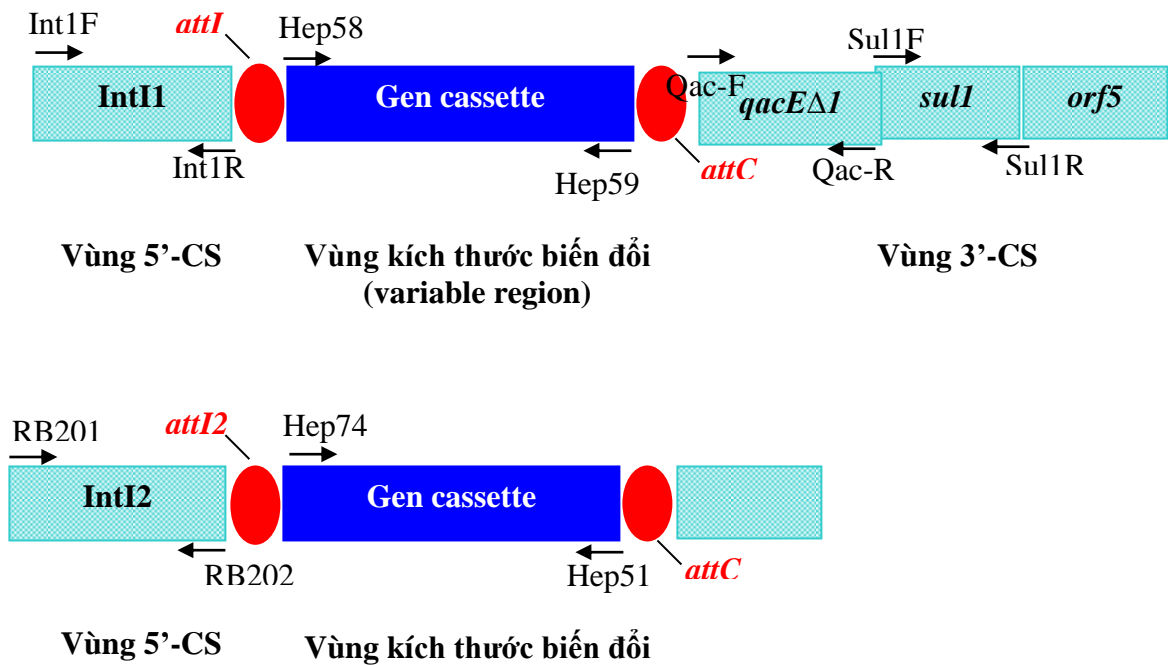 Int1F
attI
Hep58
Sul1F
Qac-F
IntI1
Gen cassette
qacEΔ1
sul1
orf5
Int1R
Hep59
attC
Qac-R
Sul1R
Vùng 5’-CS
Vùng kích thước biến đổi
(variable region)
Vùng 3’-CS
RB201
attI2
Hep74
IntI2
Gen cassette
RB202
Hep51
attC
Vùng 5’-CS
Vùng kích thước biến đổi